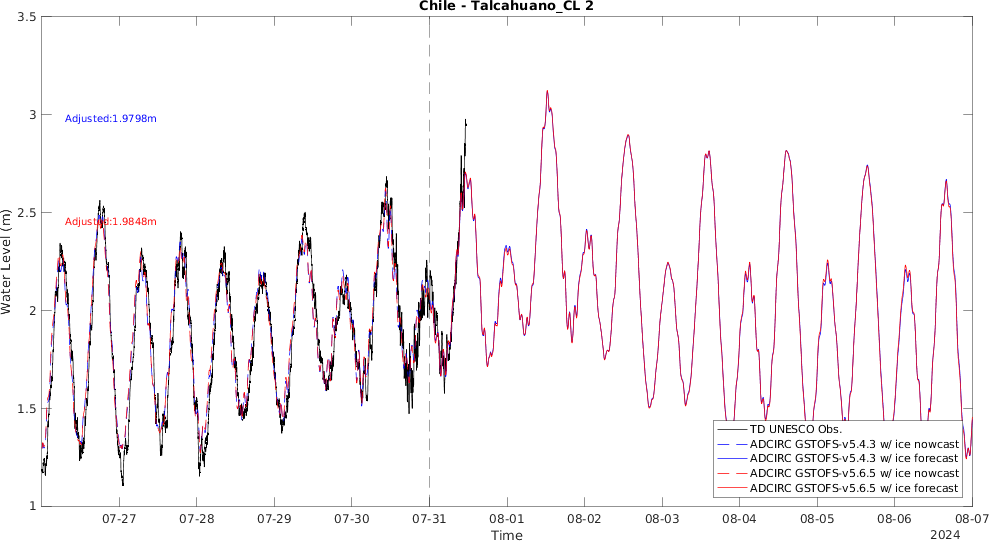 Chile - Talcahuano_CL 2
3.5
3
2.5
2
1.5
1
Water Level (m)
Adjusted:1.9798m
Adjusted:1.9848m
TD UNESCO Obs.
ADCIRC GSTOFS-v5.4.3 w/ ice nowcast
ADCIRC GSTOFS-v5.4.3 w/ ice forecast
ADCIRC GSTOFS-v5.6.5 w/ ice nowcast
ADCIRC GSTOFS-v5.6.5 w/ ice forecast
07-27 07-28 07-29 07-30 07-31 08-01 08-02 08-03 08-04 08-05 08-06 08-07
Time
2024